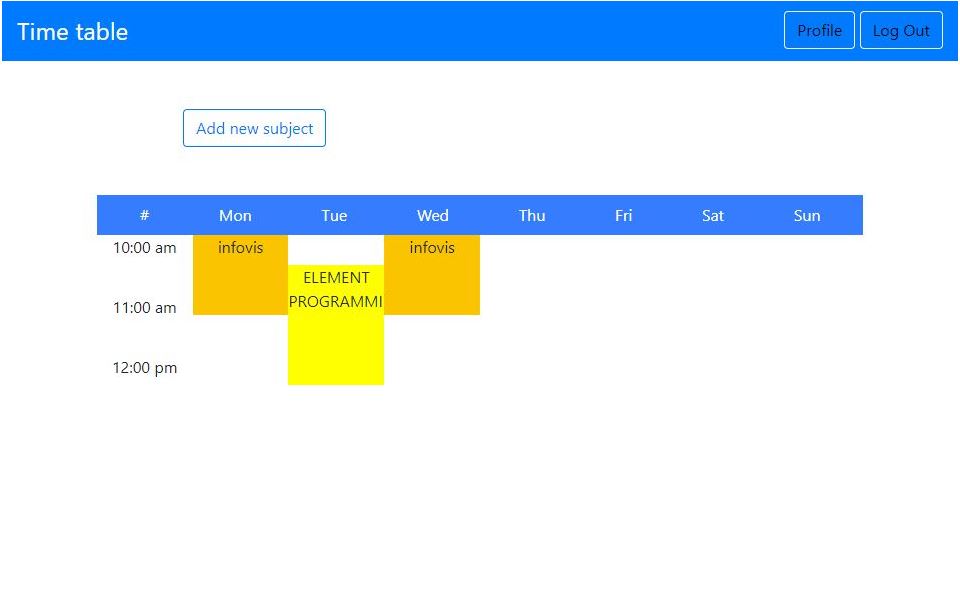 Time table
Profile
Log Out
Add new subject
# Mon Tue Wed Thu Fri Sat Sun
10:00 am infovis infovis
ELEMENT
PROGRAMMI
11:00 am
12:00 pm